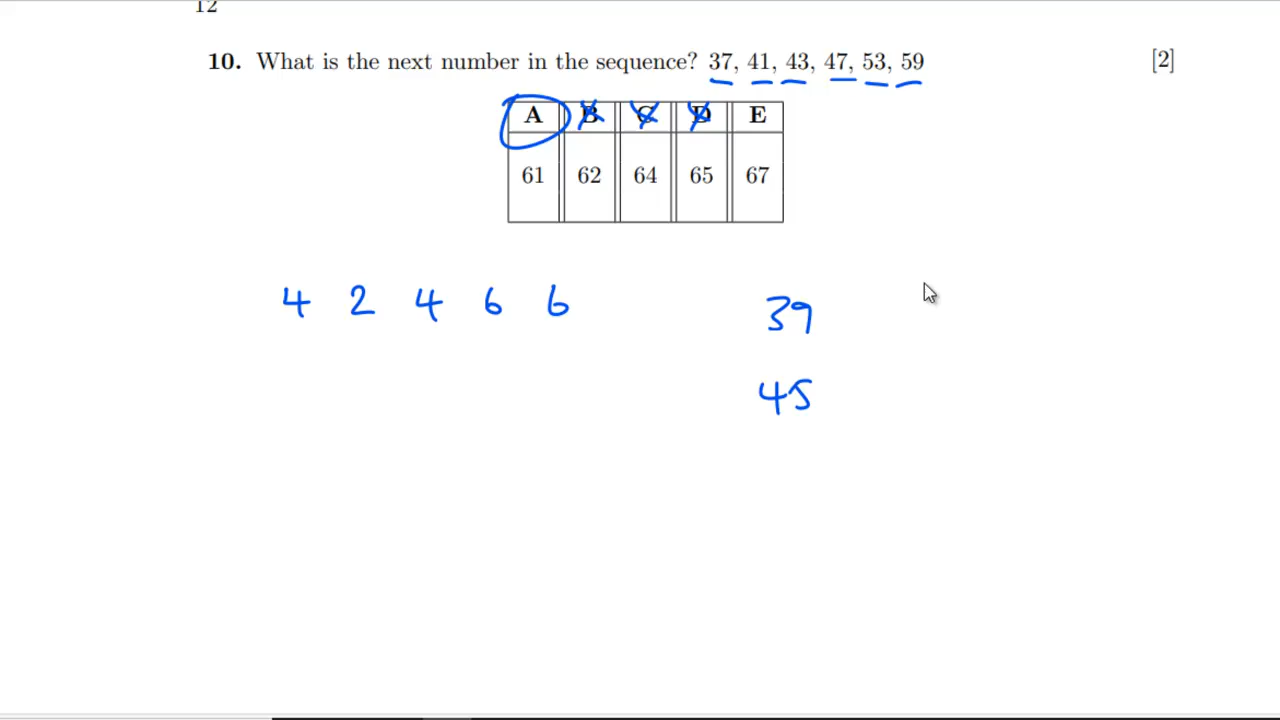 12
10. What is the next number in the sequence? 37, 41, 43, 47, 53, 59 [2]
A B C D E
61 62 64 65 67
4 2 4 6 6 39
45